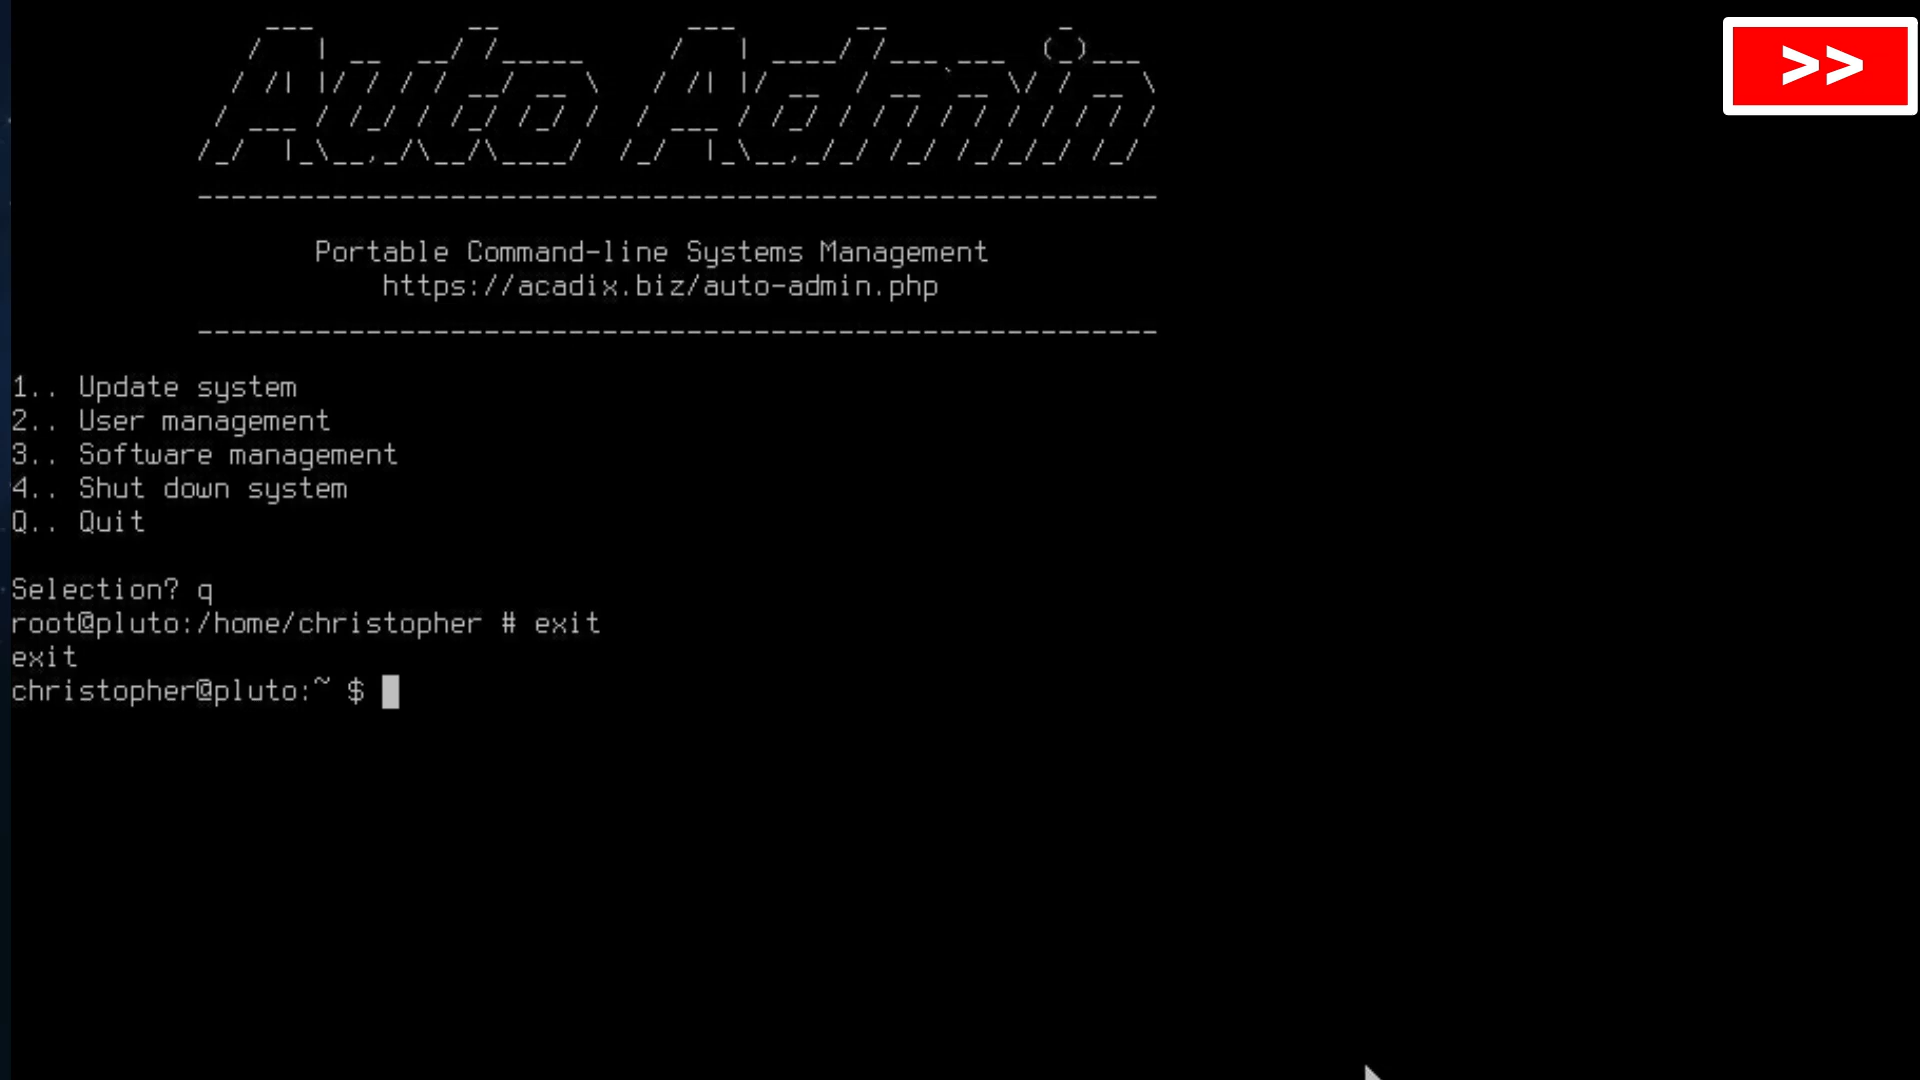 Auto Admin
>>
------------------------------------------------------------
Portable Command-line Systems Management
https://acadix.biz/auto-admin.php
------------------------------------------------------------
1.. Update system
2.. User management
3.. Software management
4.. Shut down system
Q.. Quit
Selection? q
root@pluto:/home/christopher # exit
exit
christopher@pluto:~ $